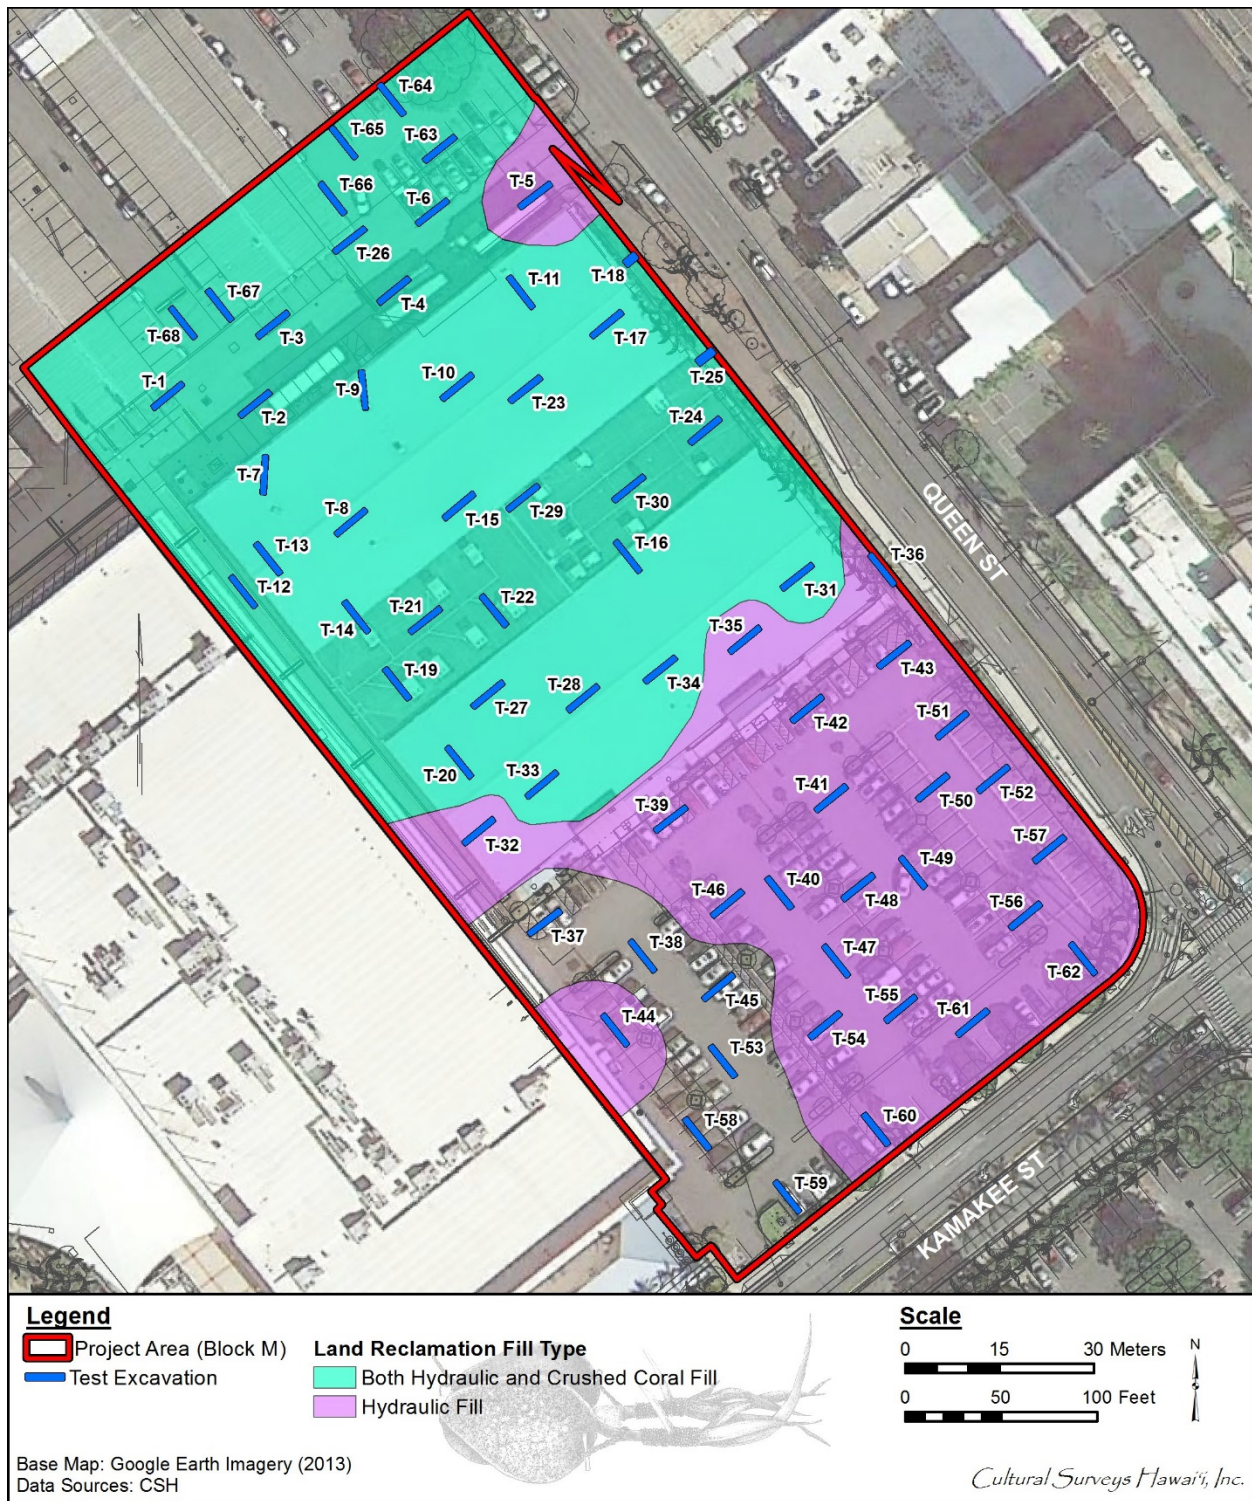 T-64
T-65
T-63
T-66
T-5
T-6
T-26
T-18
T-11
T-67
T-4
T-68
T-3
T-17
T-25
T-1
T-9
T-10
T-23
T-2
T-24
T-7
T-8
T-15
T-29
T-30
QUEEN ST
T-13
T-16
T-36
T-12
T-31
T-14
T-21
T-22
T-35
T-43
T-19
T-27
T-28
T-34
T-42
T-51
T-20
T-33
T-41
T-39
T-50
T-52
T-32
T-57
T-49
T-46
T-40
T-48
T-56
T-37
T-38
T-47
T-62
T-45
T-55
T-44
T-54
T-61
T-53
T-58
T-60
T-59
KAMAKEE ST
Legend
Project Area (Block M)
Test Excavation
Land Reclamation Fill Type
Both Hydraulic and Crushed Coral Fill
Hydraulic Fill
Scale
0 15 30 Meters
0 50 100 Feet
N
Base Map: Google Earth Imagery (2013)
Data Sources: CSH
Cultural Surveys Hawai‘i, Inc.